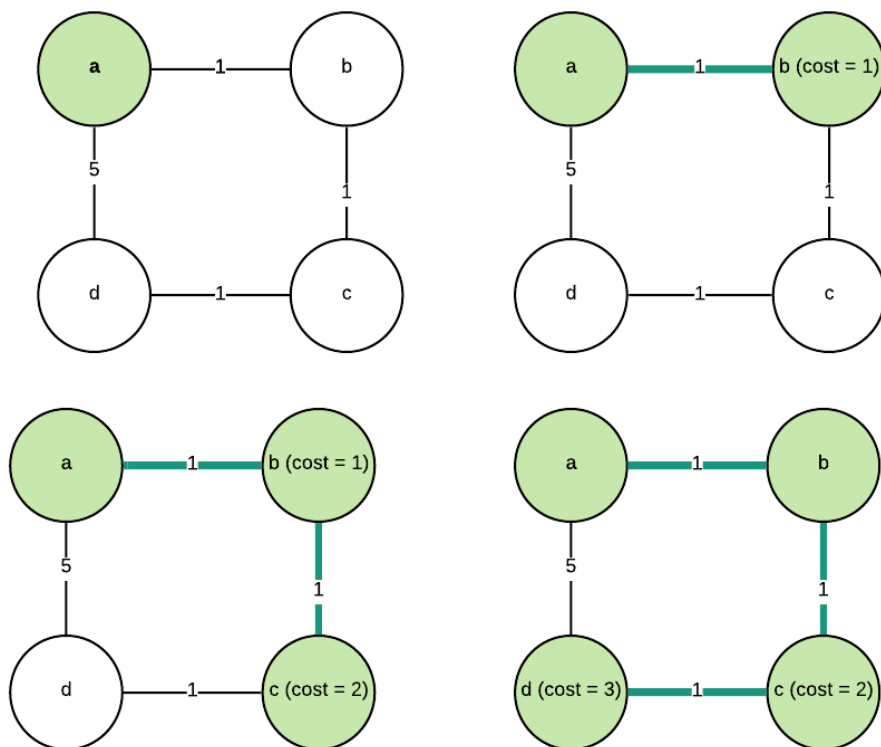 a 1 b
5
1
d 1 c
a 1 b (cost = 1)
5
1
d 1 c
a 1 b (cost = 1)
5
1
d 1 c (cost = 2)
a 1 b
5
1
d (cost = 3) 1 c (cost = 2)